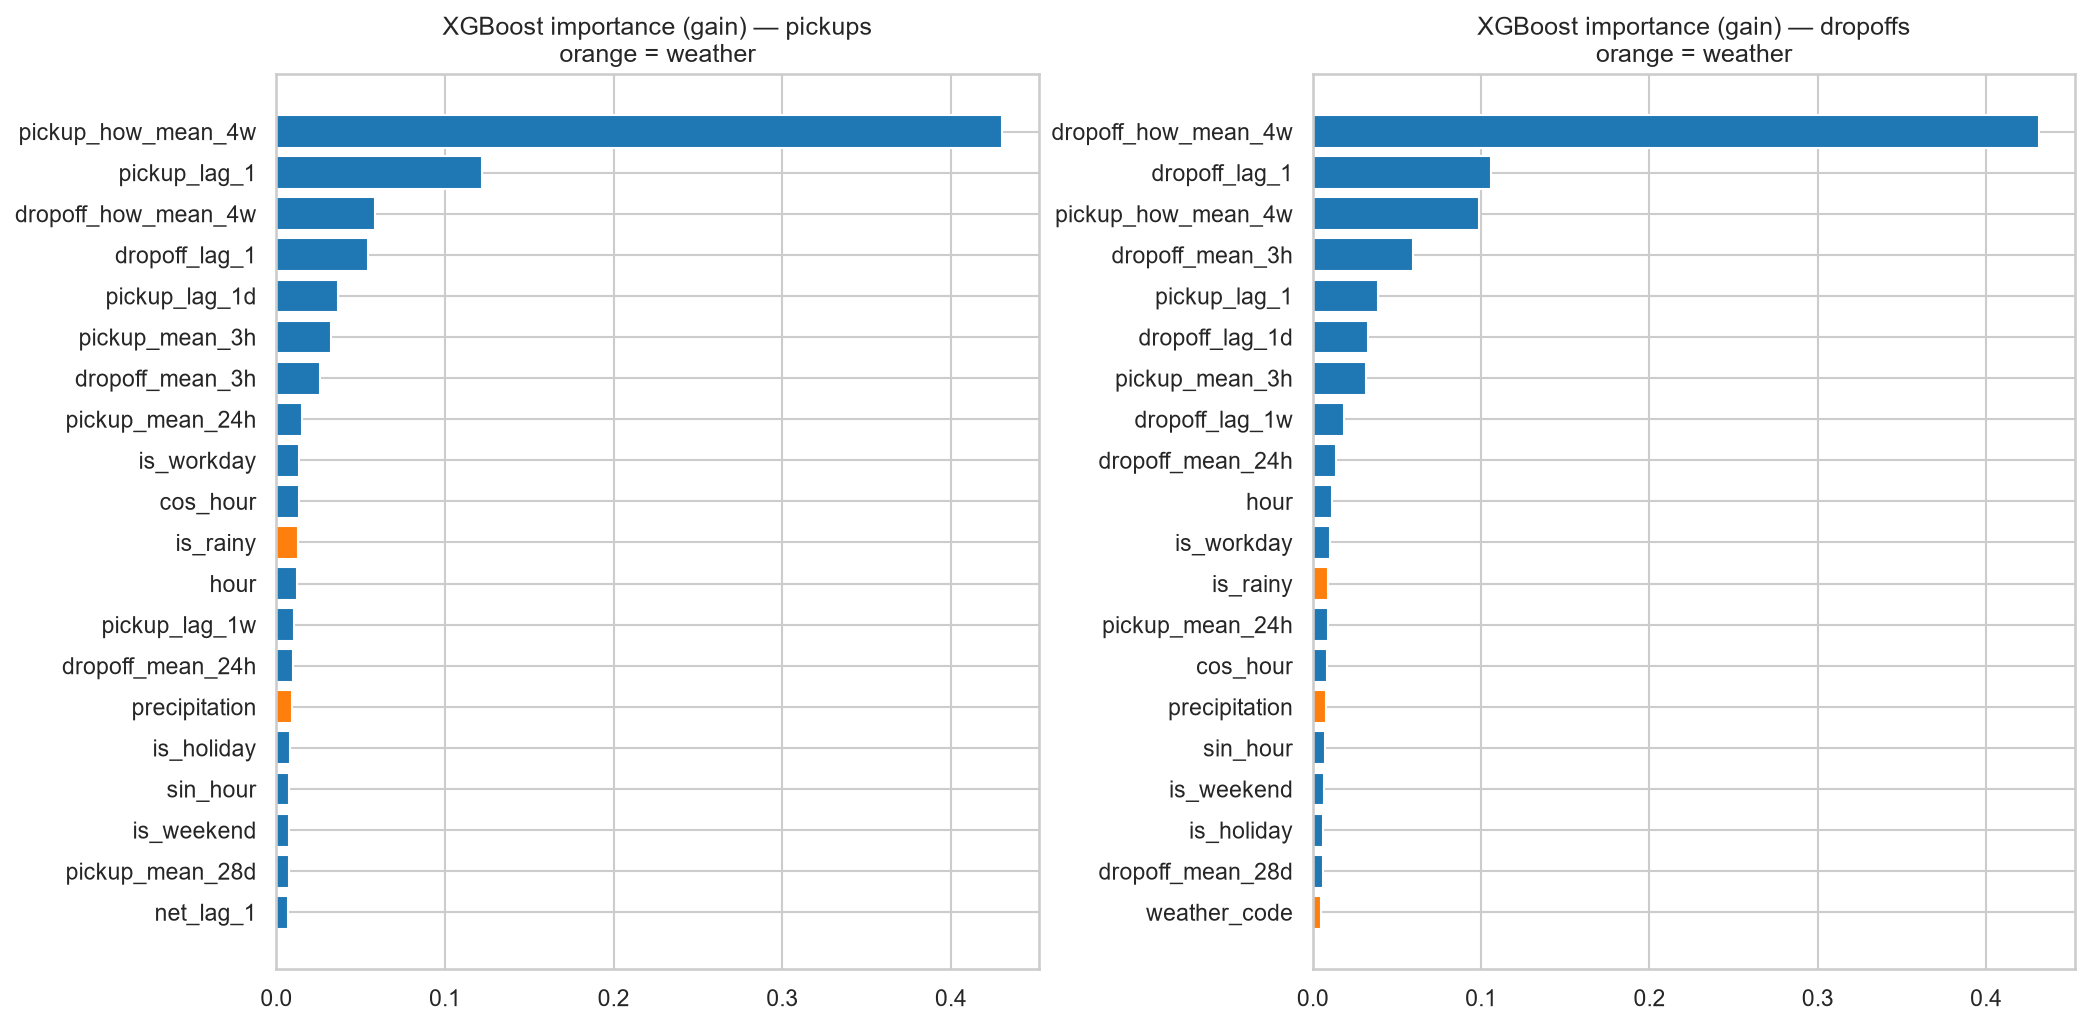 XGBoost importance (gain) — pickups
orange = weather
pickup_how_mean_4w
pickup_lag_1
dropoff_how_mean_4w
dropoff_lag_1
pickup_lag_1d
pickup_mean_3h
dropoff_mean_3h
pickup_mean_24h
is_workday
cos_hour
is_rainy
hour
pickup_lag_1w
dropoff_mean_24h
precipitation
is_holiday
sin_hour
is_weekend
pickup_mean_28d
net_lag_1
0.0 0.1 0.2 0.3 0.4
XGBoost importance (gain) — dropoffs
orange = weather
dropoff_how_mean_4w
dropoff_lag_1
pickup_how_mean_4w
dropoff_mean_3h
pickup_lag_1
dropoff_lag_1d
pickup_mean_3h
dropoff_lag_1w
dropoff_mean_24h
hour
is_workday
is_rainy
pickup_mean_24h
cos_hour
precipitation
sin_hour
is_weekend
is_holiday
dropoff_mean_28d
weather_code
0.0 0.1 0.2 0.3 0.4